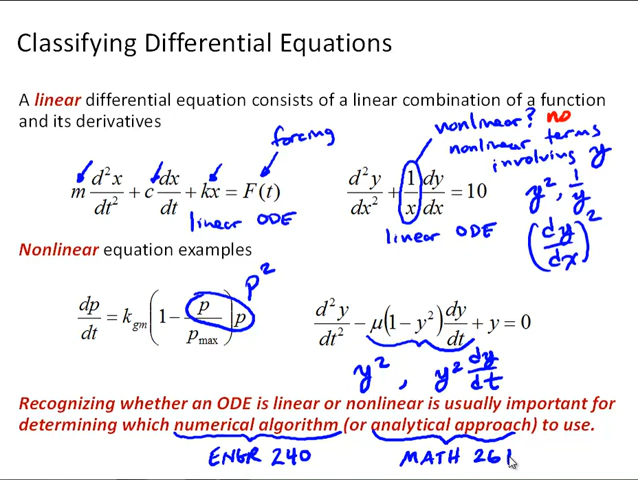 Classifying Differential Equations
A linear differential equation consists of a linear combination of a function
and its derivatives
nonlinear? no
nonlinear terms
involving y
forcing
m d²x/dt² + c dx/dt + kx = F(t)
d²y/dx² + 1/x dy/dx = 10
y², 1/y
(dy/dx)²
linear ODE
linear ODE
Nonlinear equation examples
p²
dp/dt = k_gm (1 − p/p_max) p
d²y/dt² − μ(1 − y²) dy/dt + y = 0
y² , y² dy/dt
Recognizing whether an ODE is linear or nonlinear is usually important for
determining which numerical algorithm (or analytical approach) to use.
ENGR 240
MATH 261